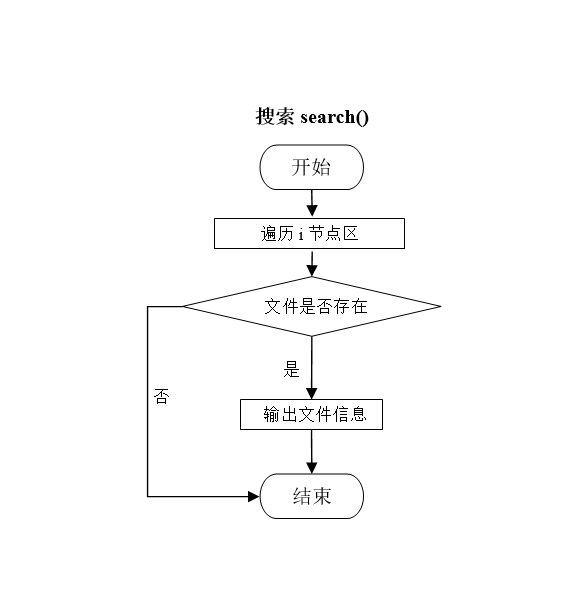 搜索 search()
开始
遍历 i 节点区
文件是否存在
是
否
输出文件信息
结束